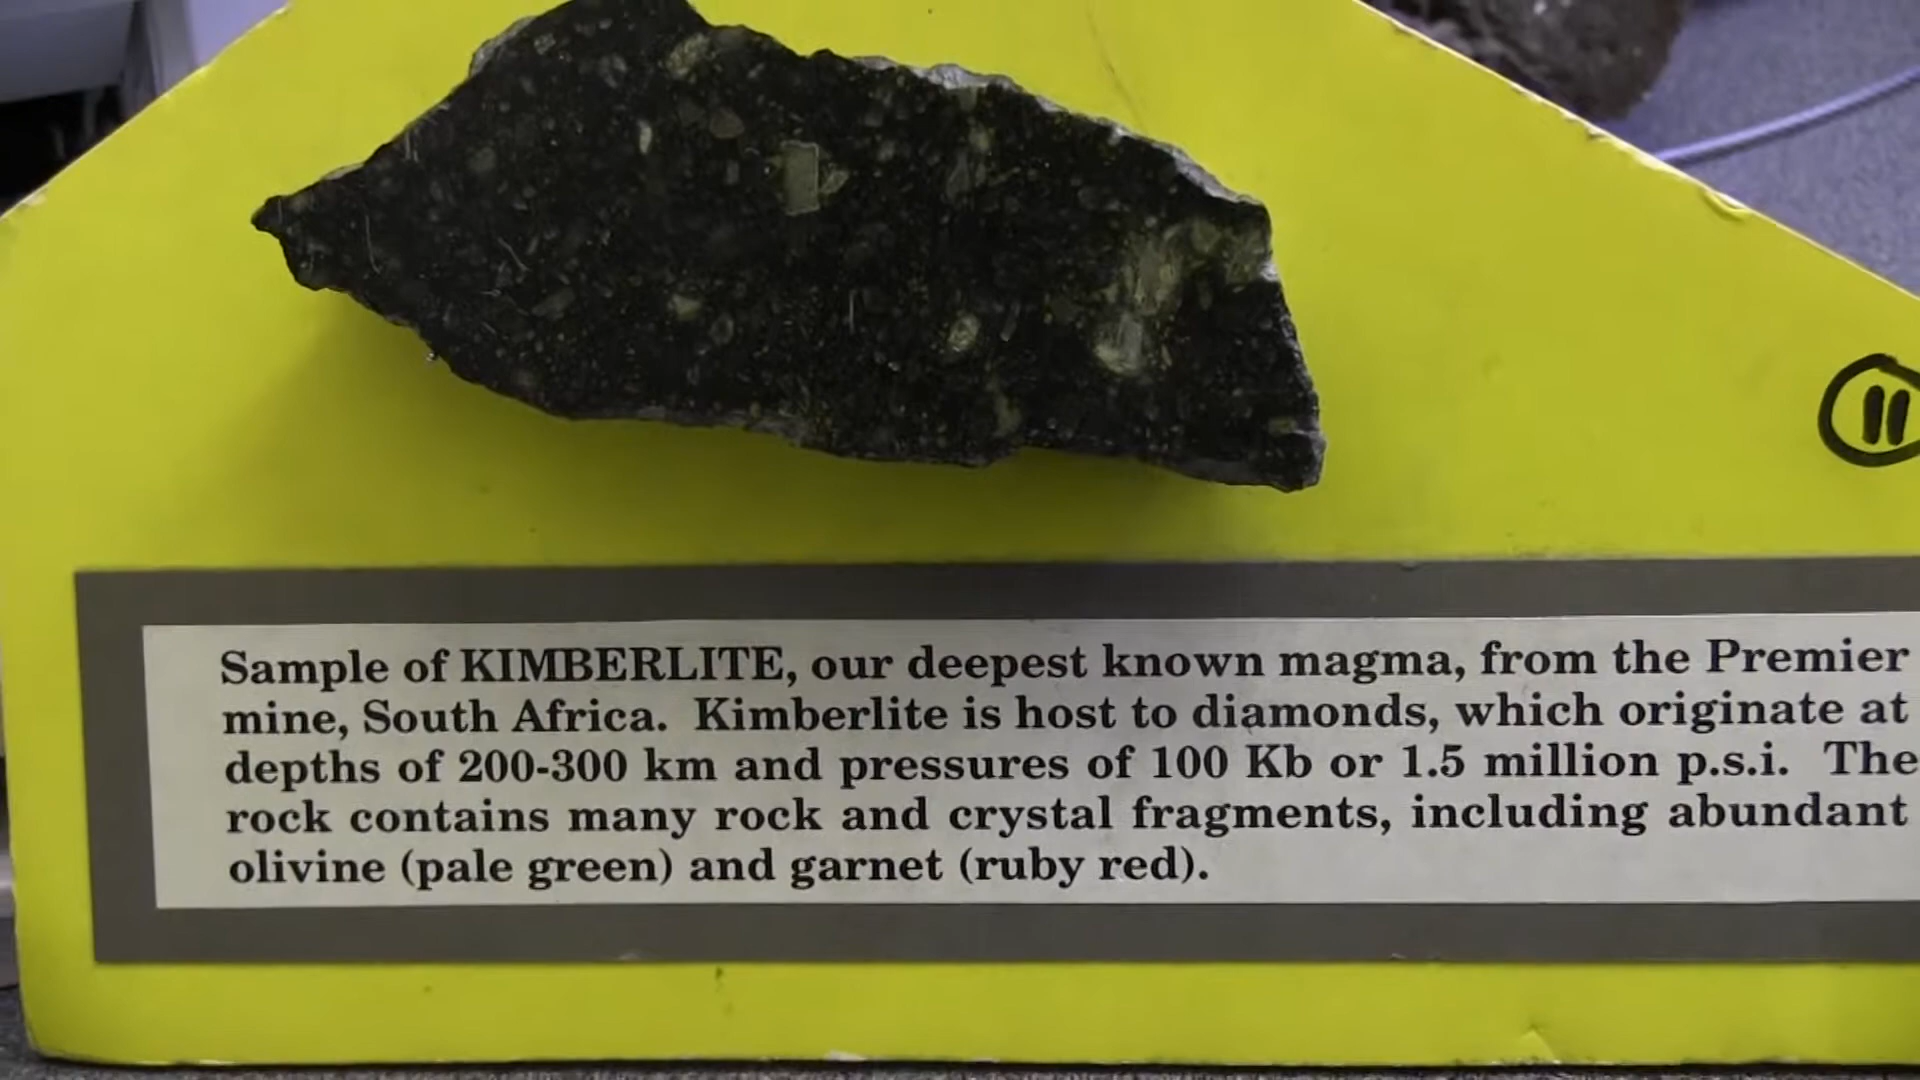 11
Sample of KIMBERLITE, our deepest known magma, from the Premier
mine, South Africa. Kimberlite is host to diamonds, which originate at
depths of 200-300 km and pressures of 100 Kb or 1.5 million p.s.i. The
rock contains many rock and crystal fragments, including abundant
olivine (pale green) and garnet (ruby red).